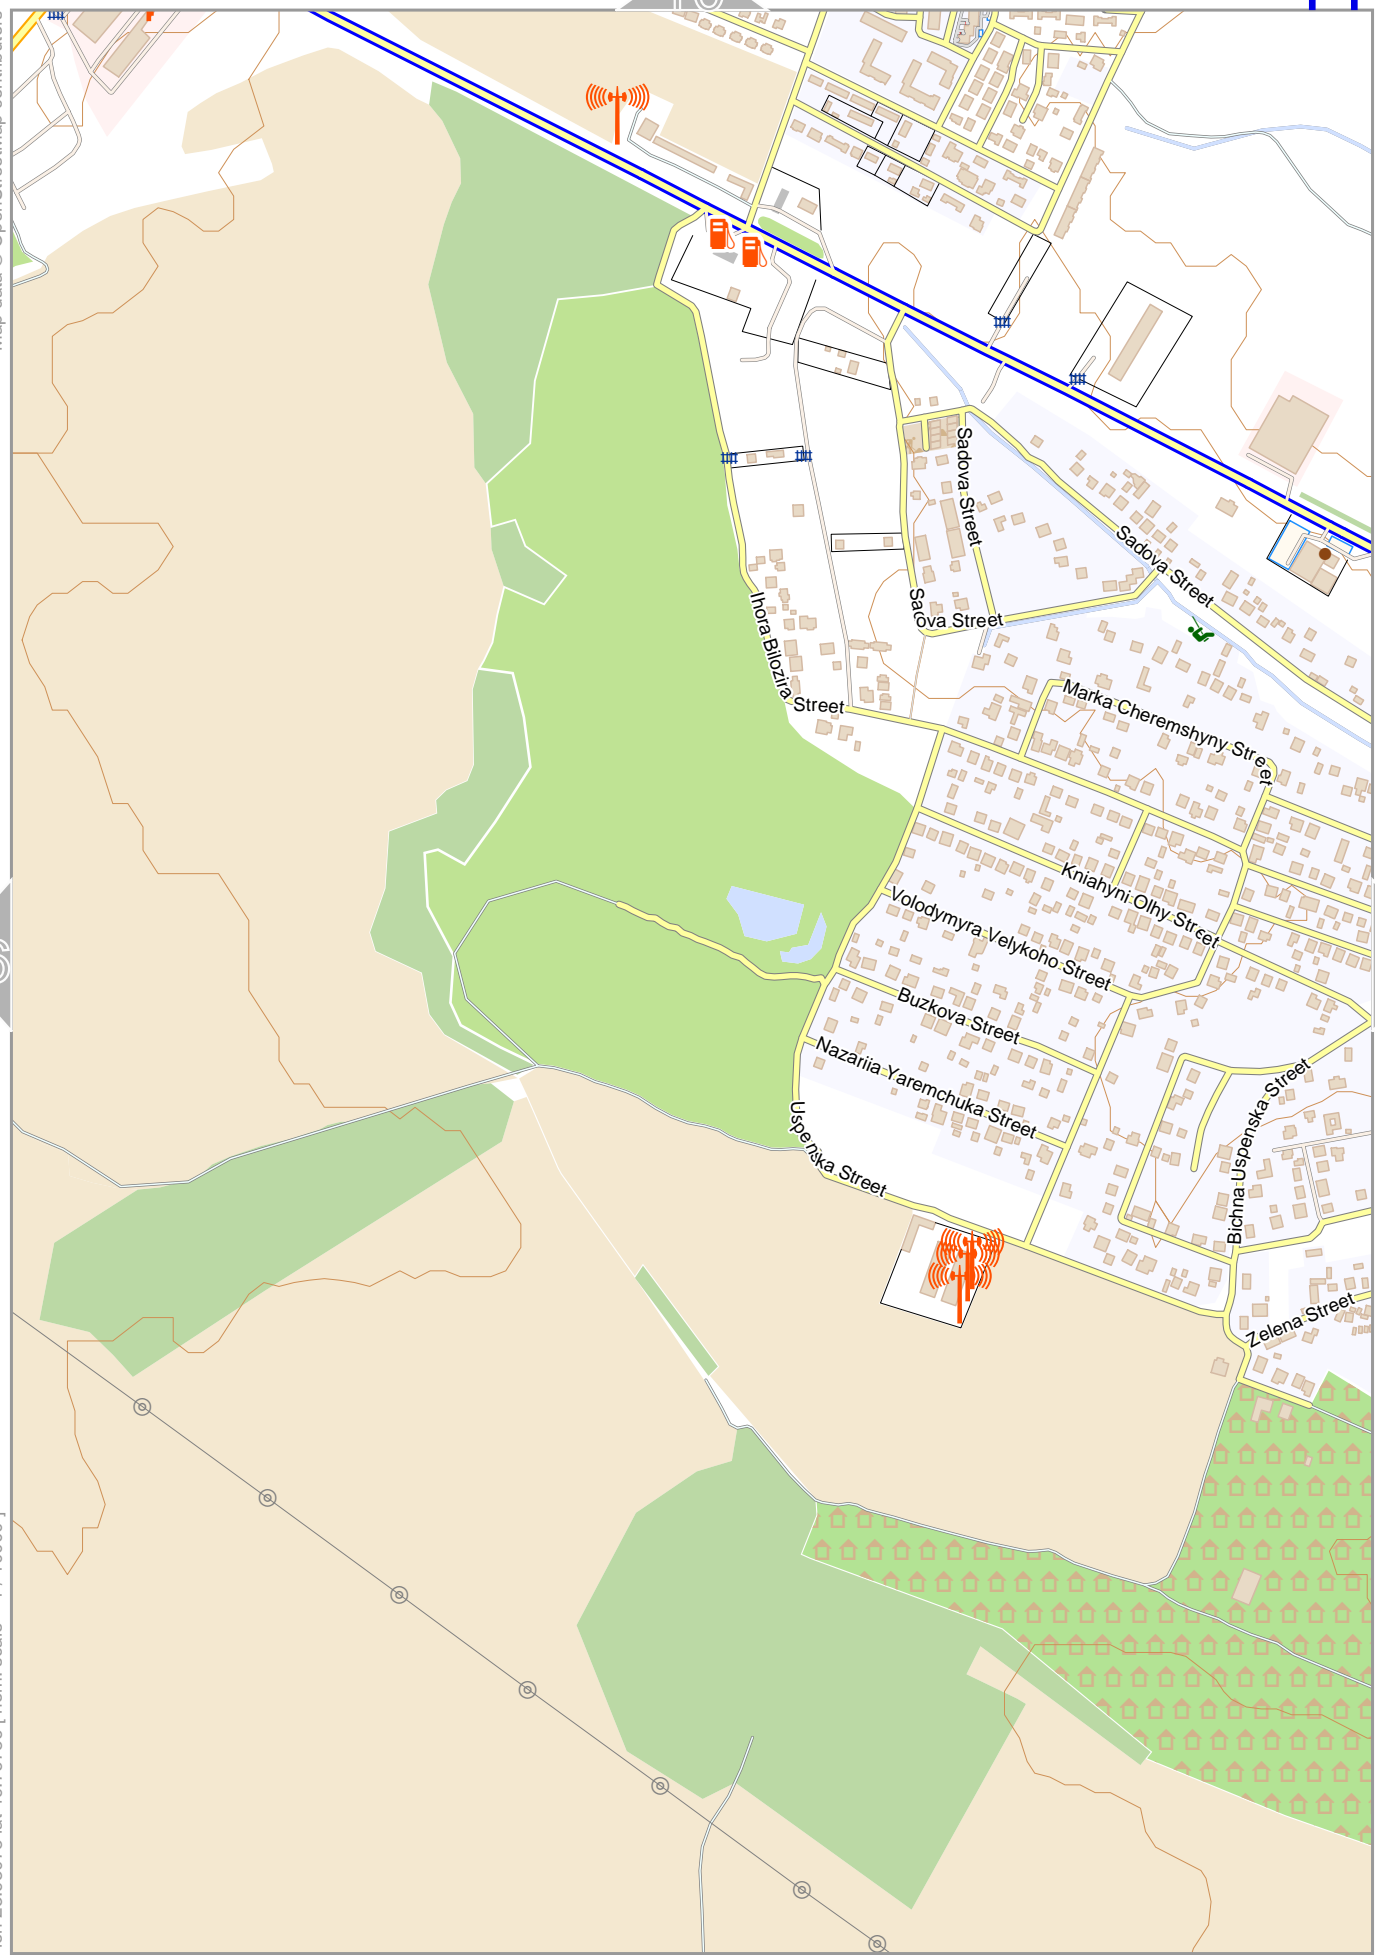 Sadova Street
Sadova Street
Sadova Street
Ihora Bilozira Street
Marka Cheremshyny Street
Kniahyni Olhy Street
Volodymyra Velykoho Street
Buzkova Street
Nazariia Yaremchuka Street
Uspenska Street
Bichna Uspenska Street
Zelena Street